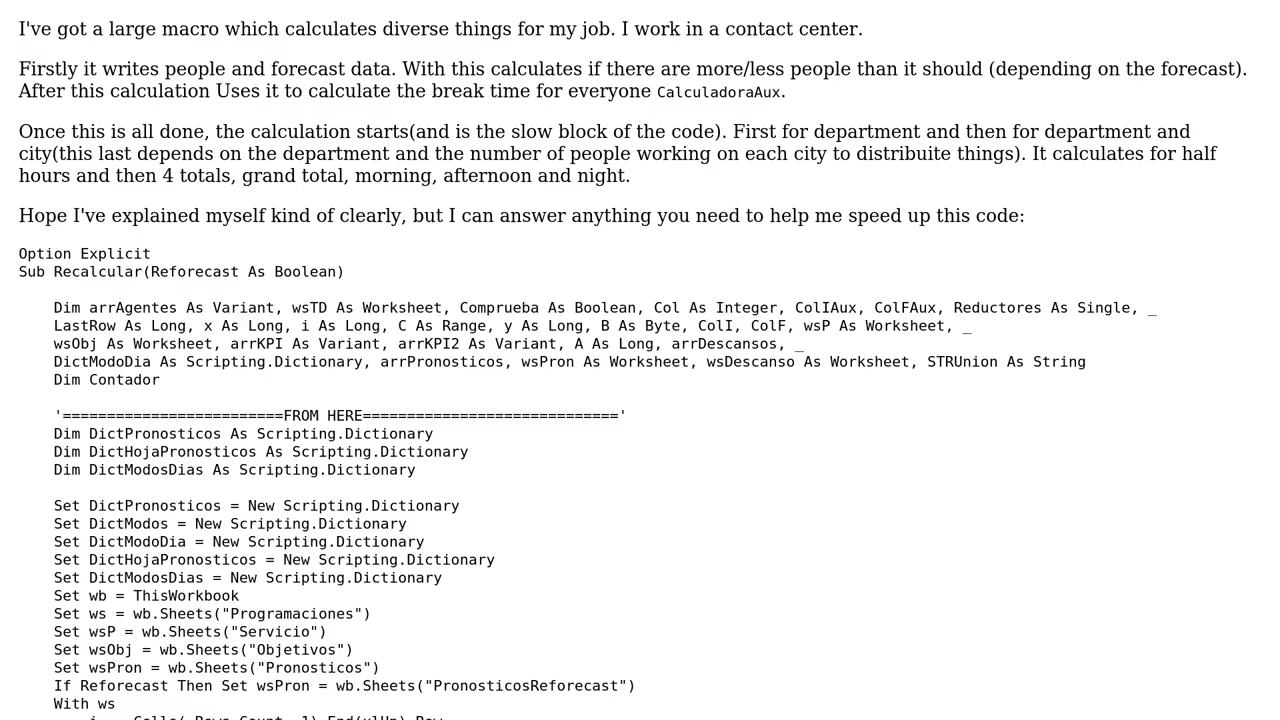 I've got a large macro which calculates diverse things for my job. I work in a contact center.
Firstly it writes people and forecast data. With this calculates if there are more/less people than it should (depending on the forecast).
After this calculation Uses it to calculate the break time for everyone CalculadoraAux.
Once this is all done, the calculation starts(and is the slow block of the code). First for department and then for department and
city(this last depends on the department and the number of people working on each city to distribuite things). It calculates for half
hours and then 4 totals, grand total, morning, afternoon and night.
Hope I've explained myself kind of clearly, but I can answer anything you need to help me speed up this code:
Option Explicit
Sub Recalcular(Reforecast As Boolean)
Dim arrAgentes As Variant, wsTD As Worksheet, Comprueba As Boolean, Col As Integer, ColIAux, ColFAux, Reductores As Single, _
LastRow As Long, x As Long, i As Long, C As Range, y As Long, B As Byte, ColI, ColF, wsP As Worksheet, _
wsObj As Worksheet, arrKPI As Variant, arrKPI2 As Variant, A As Long, arrDescansos, _
DictModoDia As Scripting.Dictionary, arrPronosticos, wsPron As Worksheet, wsDescanso As Worksheet, STRUnion As String
Dim Contador
'=========================FROM HERE============================='
Dim DictPronosticos As Scripting.Dictionary
Dim DictHojaPronosticos As Scripting.Dictionary
Dim DictModosDias As Scripting.Dictionary
Set DictPronosticos = New Scripting.Dictionary
Set DictModos = New Scripting.Dictionary
Set DictModoDia = New Scripting.Dictionary
Set DictHojaPronosticos = New Scripting.Dictionary
Set DictModosDias = New Scripting.Dictionary
Set wb = ThisWorkbook
Set ws = wb.Sheets("Programaciones")
Set wsP = wb.Sheets("Servicio")
Set wsObj = wb.Sheets("Objetivos")
Set wsPron = wb.Sheets("Pronosticos")
If Reforecast Then Set wsPron = wb.Sheets("PronosticosReforecast")
With ws